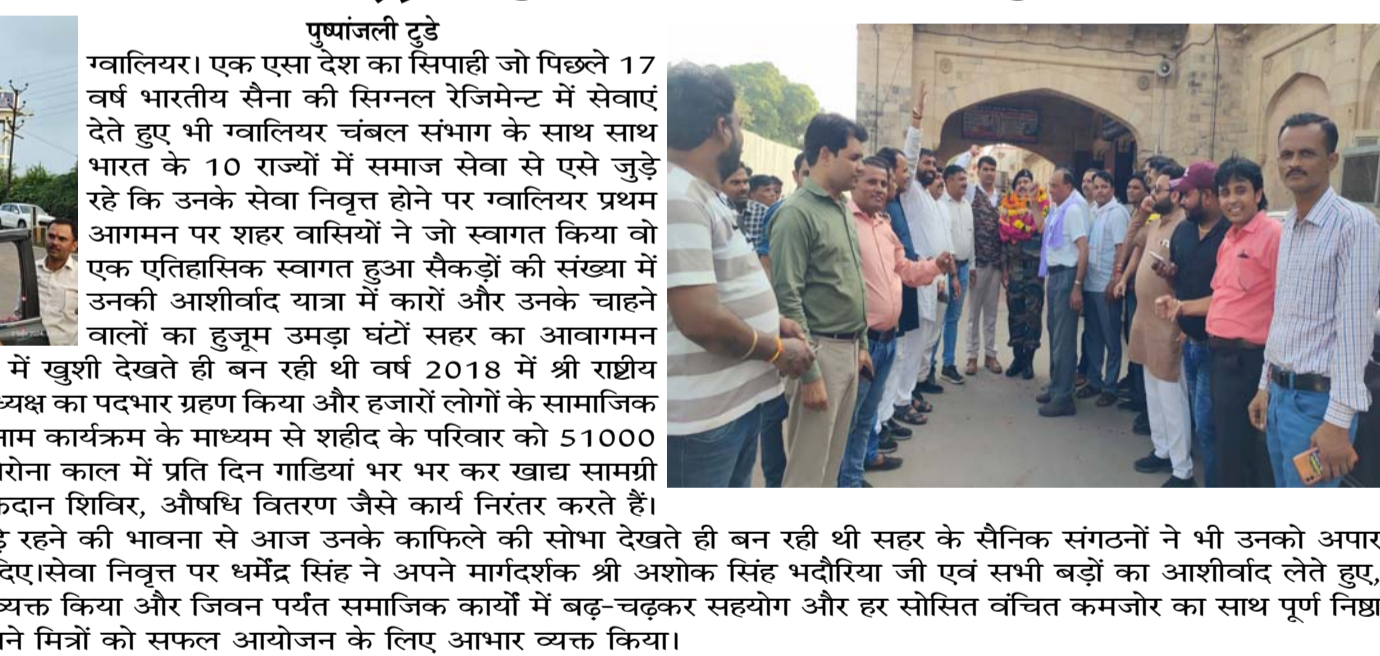 पुष्पांजली टुडे
ग्वालियर। एक एसा देश का सिपाही जो पिछले 17
वर्ष भारतीय सैना की सिग्नल रेजिमेन्ट में सेवाएं
देते हुए भी ग्वालियर चंबल संभाग के साथ साथ
भारत के 10 राज्यों में समाज सेवा से एसे जुड़े
रहे कि उनके सेवा निवृत्त होने पर ग्वालियर प्रथम
आगमन पर शहर वासियों ने जो स्वागत किया वो
एक एतिहासिक स्वागत हुआ सैकड़ों की संख्या में
उनकी आशीर्वाद यात्रा में कारों और उनके चाहने
वालों का हुजूम उमड़ा घंटों सहर का आवागमन
में खुशी देखते ही बन रही थी वर्ष 2018 में श्री राष्ट्रीय
का पदभार ग्रहण किया और हजारों लोगों के सामाजिक
कार्यक्रम के माध्यम से शहीद के परिवार को 51000
काल में प्रति दिन गाडियां भर भर कर खाद्य सामग्री
शिविर, औषधि वितरण जैसे कार्य निरंतर करते हैं।
रहने की भावना से आज उनके काफिले की सोभा देखते ही बन रही थी सहर के सैनिक संगठनों ने भी उनको अपार
दिए।सेवा निवृत्त पर धर्मेंद्र सिंह ने अपने मार्गदर्शक श्री अशोक सिंह भदौरिया जी एवं सभी बड़ों का आशीर्वाद लेते हुए,
व्यक्त किया और जिवन पर्यंत समाजिक कार्यों में बढ़-चढ़कर सहयोग और हर सोसित वंचित कमजोर का साथ पूर्ण निष्ठा
मित्रों को सफल आयोजन के लिए आभार व्यक्त किया।